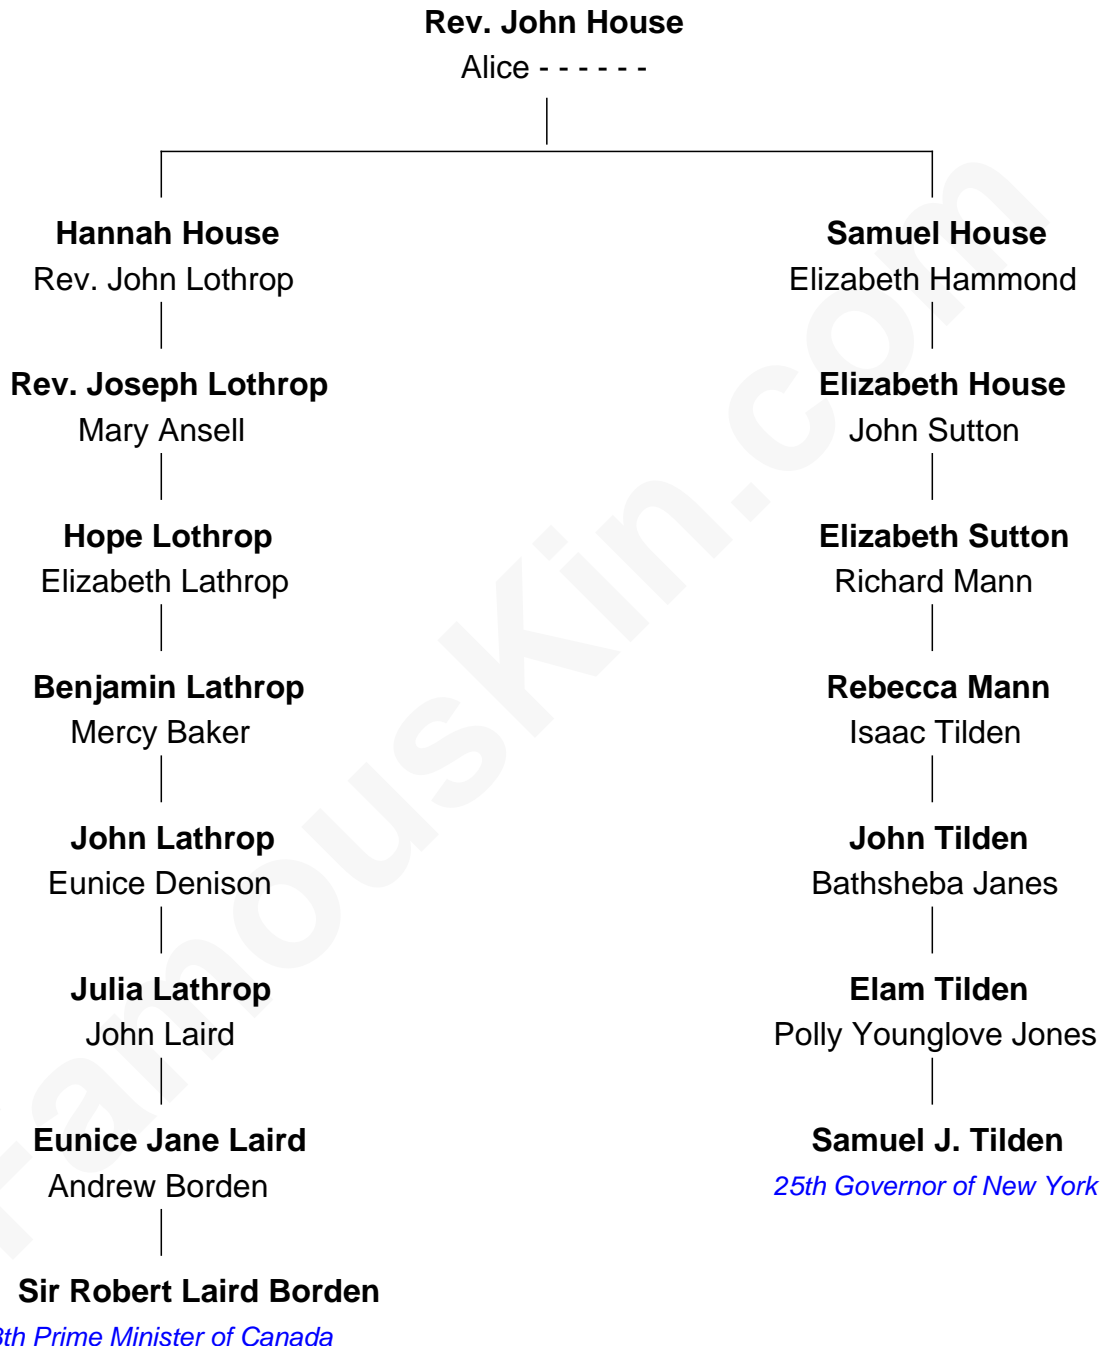 Rev. John House
Alice - - - - - -
Hannah House
Rev. John Lothrop
Samuel House
Elizabeth Hammond
Rev. Joseph Lothrop
Mary Ansell
Elizabeth House
John Sutton
Hope Lothrop
Elizabeth Lathrop
Elizabeth Sutton
Richard Mann
Benjamin Lathrop
Mercy Baker
Rebecca Mann
Isaac Tilden
John Lathrop
Eunice Denison
John Tilden
Bathsheba Janes
Julia Lathrop
John Laird
Elam Tilden
Polly Younglove Jones
Eunice Jane Laird
Andrew Borden
Samuel J. Tilden
25th Governor of New York
Sir Robert Laird Borden
8th Prime Minister of Canada
FamousKin.com